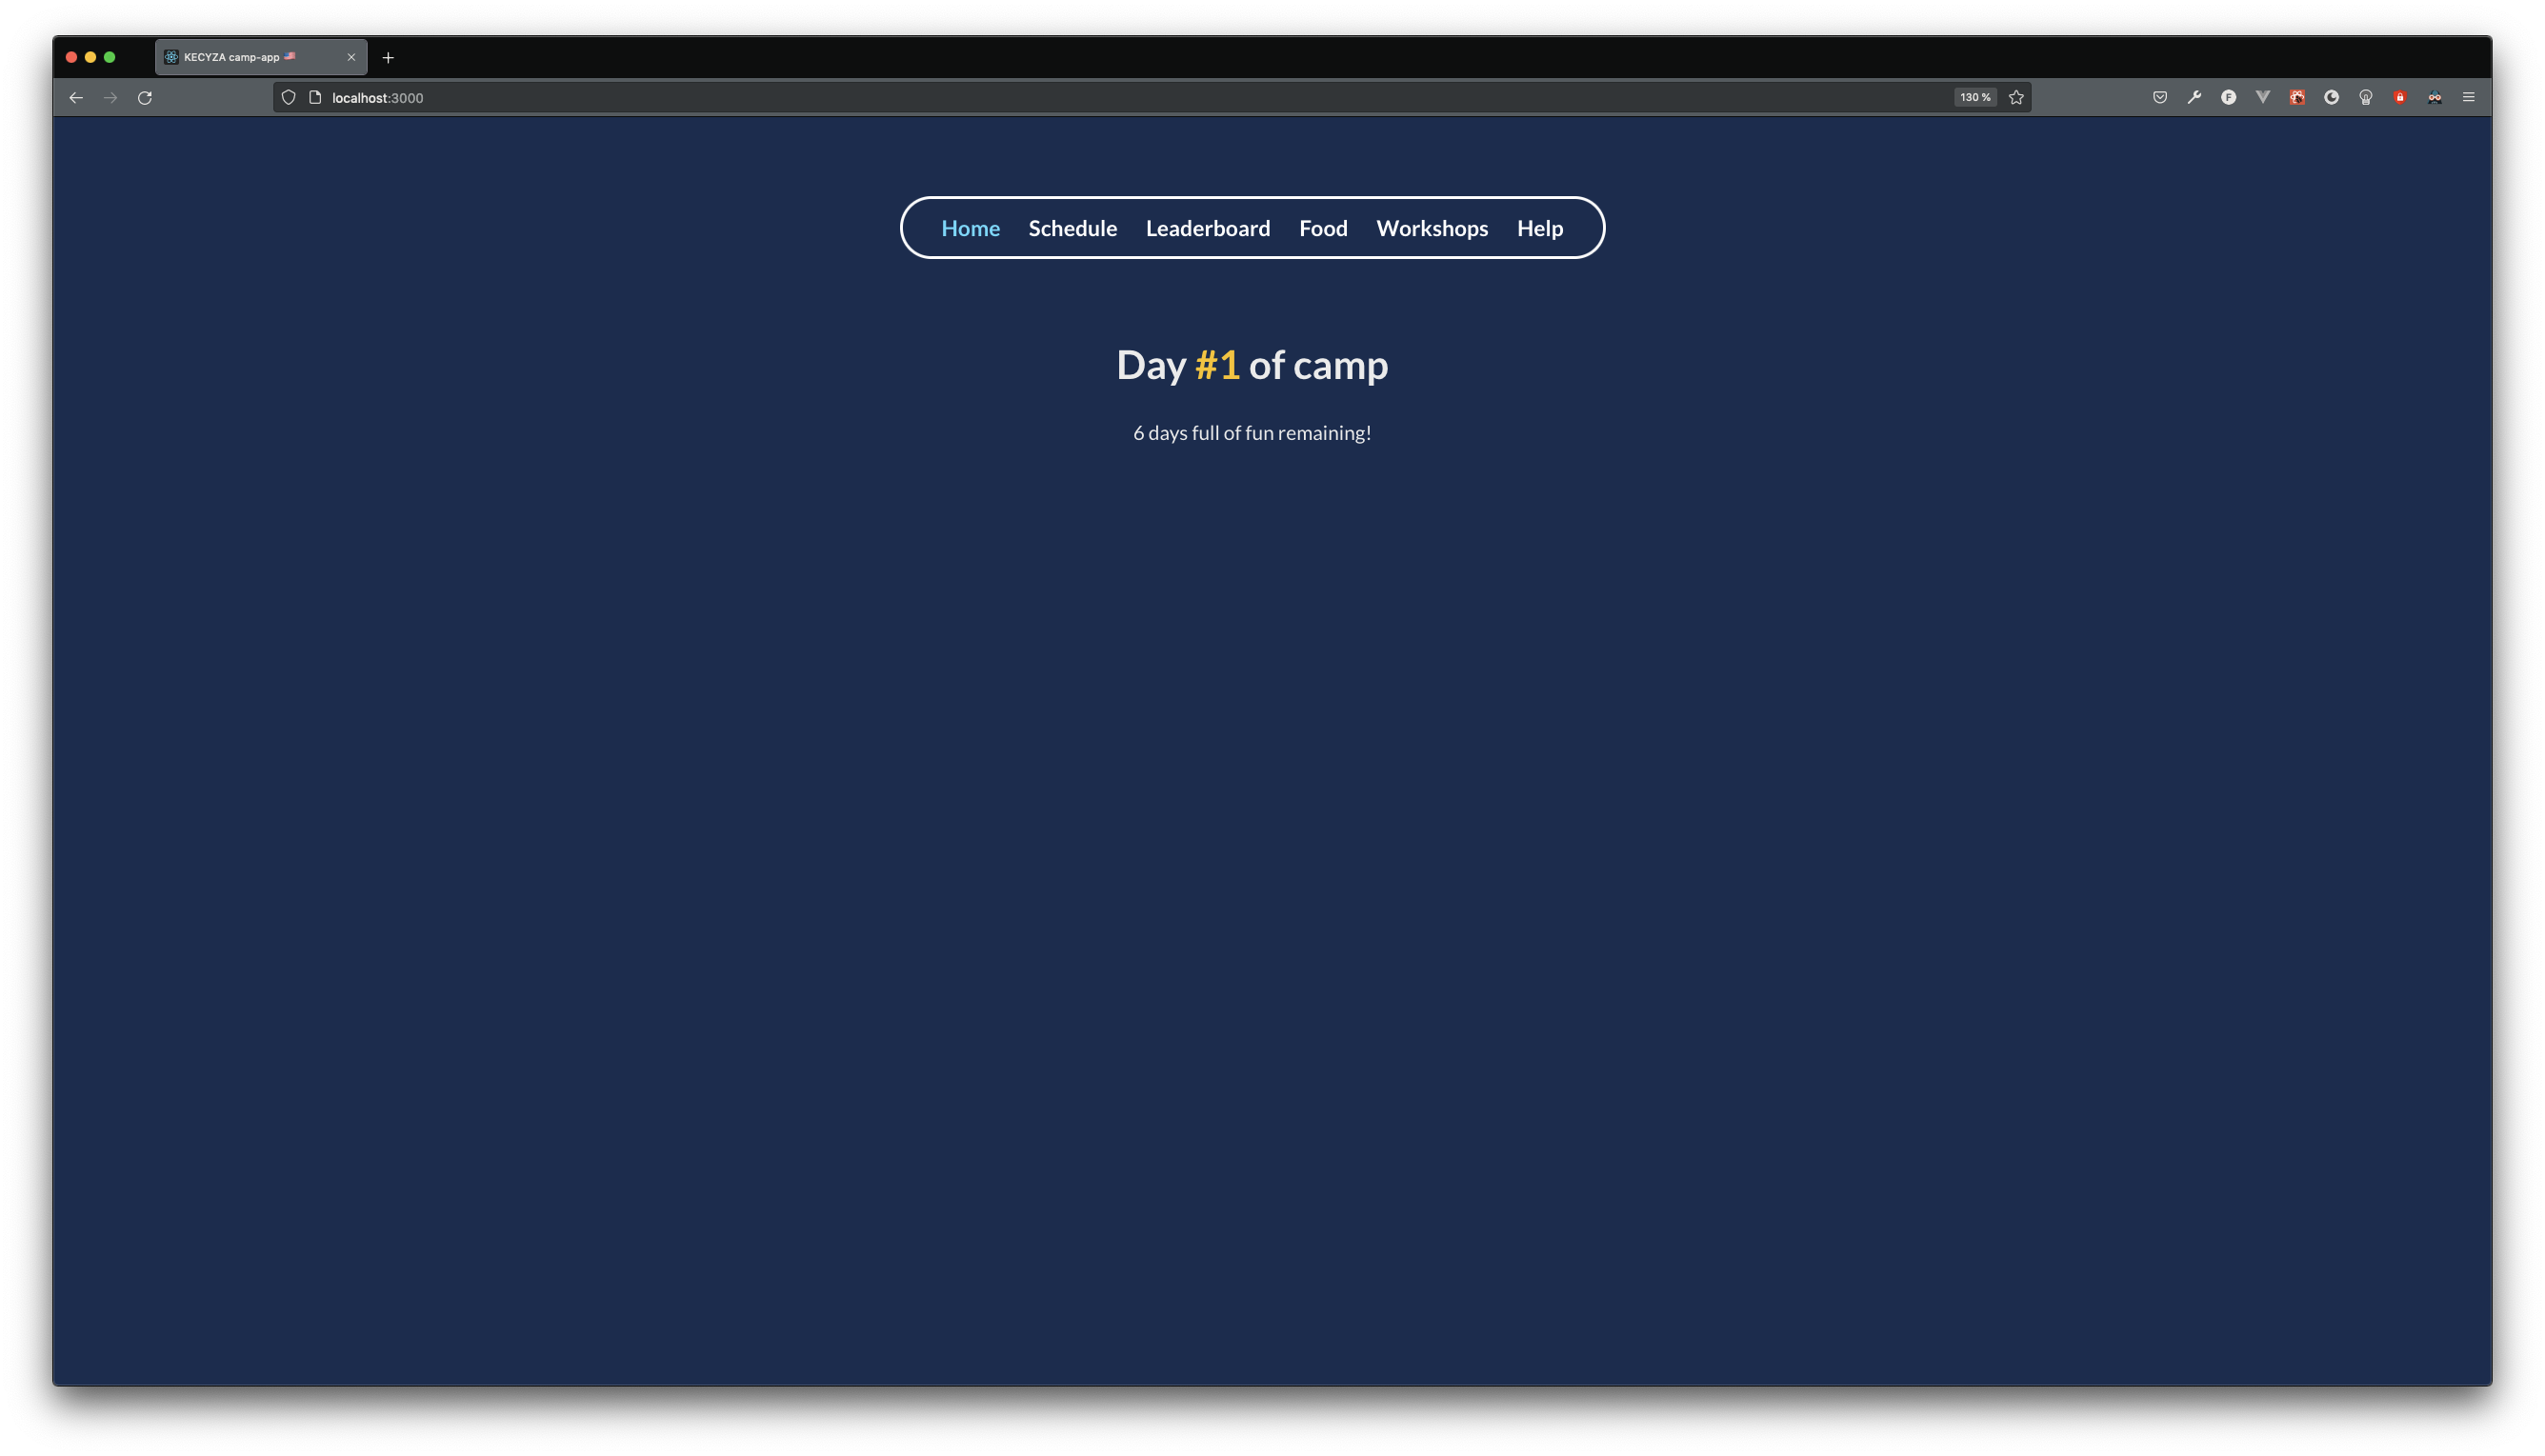 KECYZA camp-app 🇺🇸
localhost:3000
130 %
Home Schedule Leaderboard Food Workshops Help
Day #1 of camp
6 days full of fun remaining!